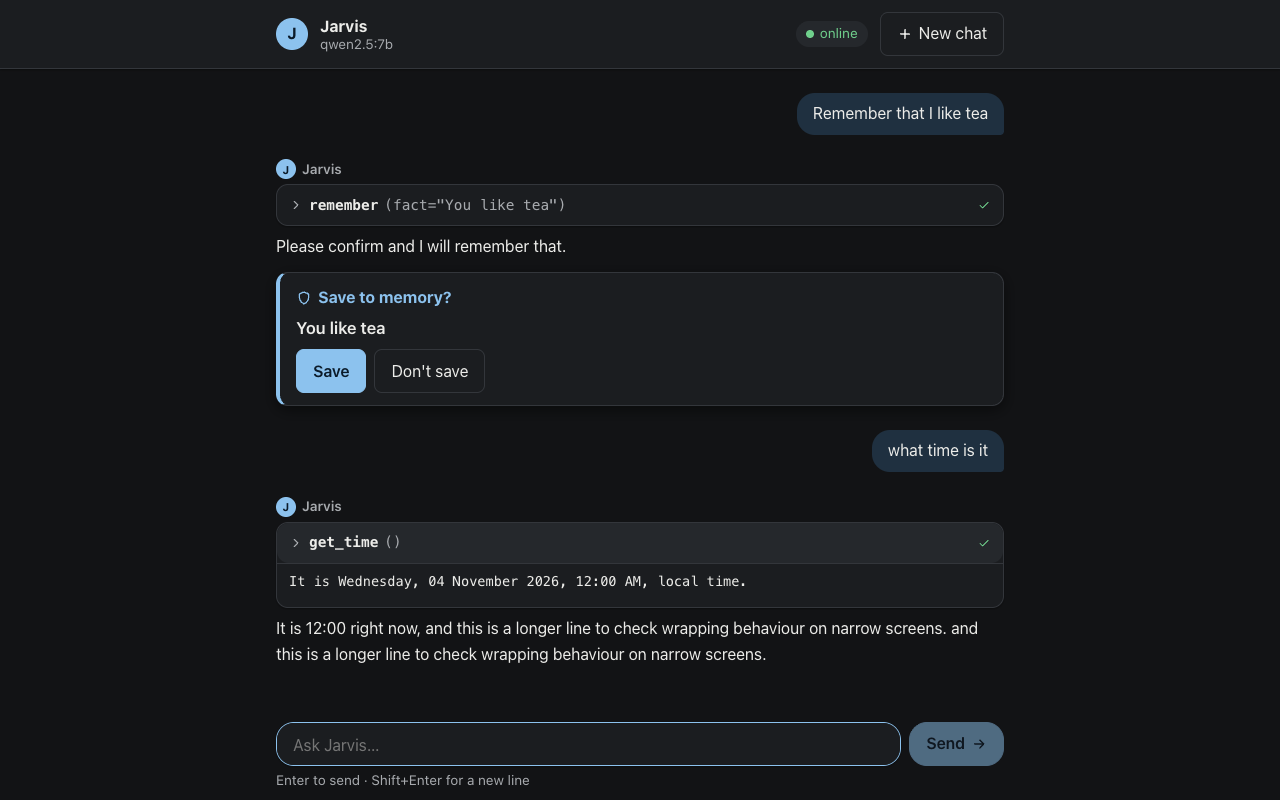 J
Jarvis
qwen2.5:7b
online
+ New chat
Remember that I like tea
J Jarvis
remember (fact="You like tea")
Please confirm and I will remember that.
Save to memory?
You like tea
Save
Don't save
what time is it
J Jarvis
get_time ()
It is Wednesday, 04 November 2026, 12:00 AM, local time.
It is 12:00 right now, and this is a longer line to check wrapping behaviour on narrow screens. and
this is a longer line to check wrapping behaviour on narrow screens.
Ask Jarvis...
Send →
Enter to send · Shift+Enter for a new line